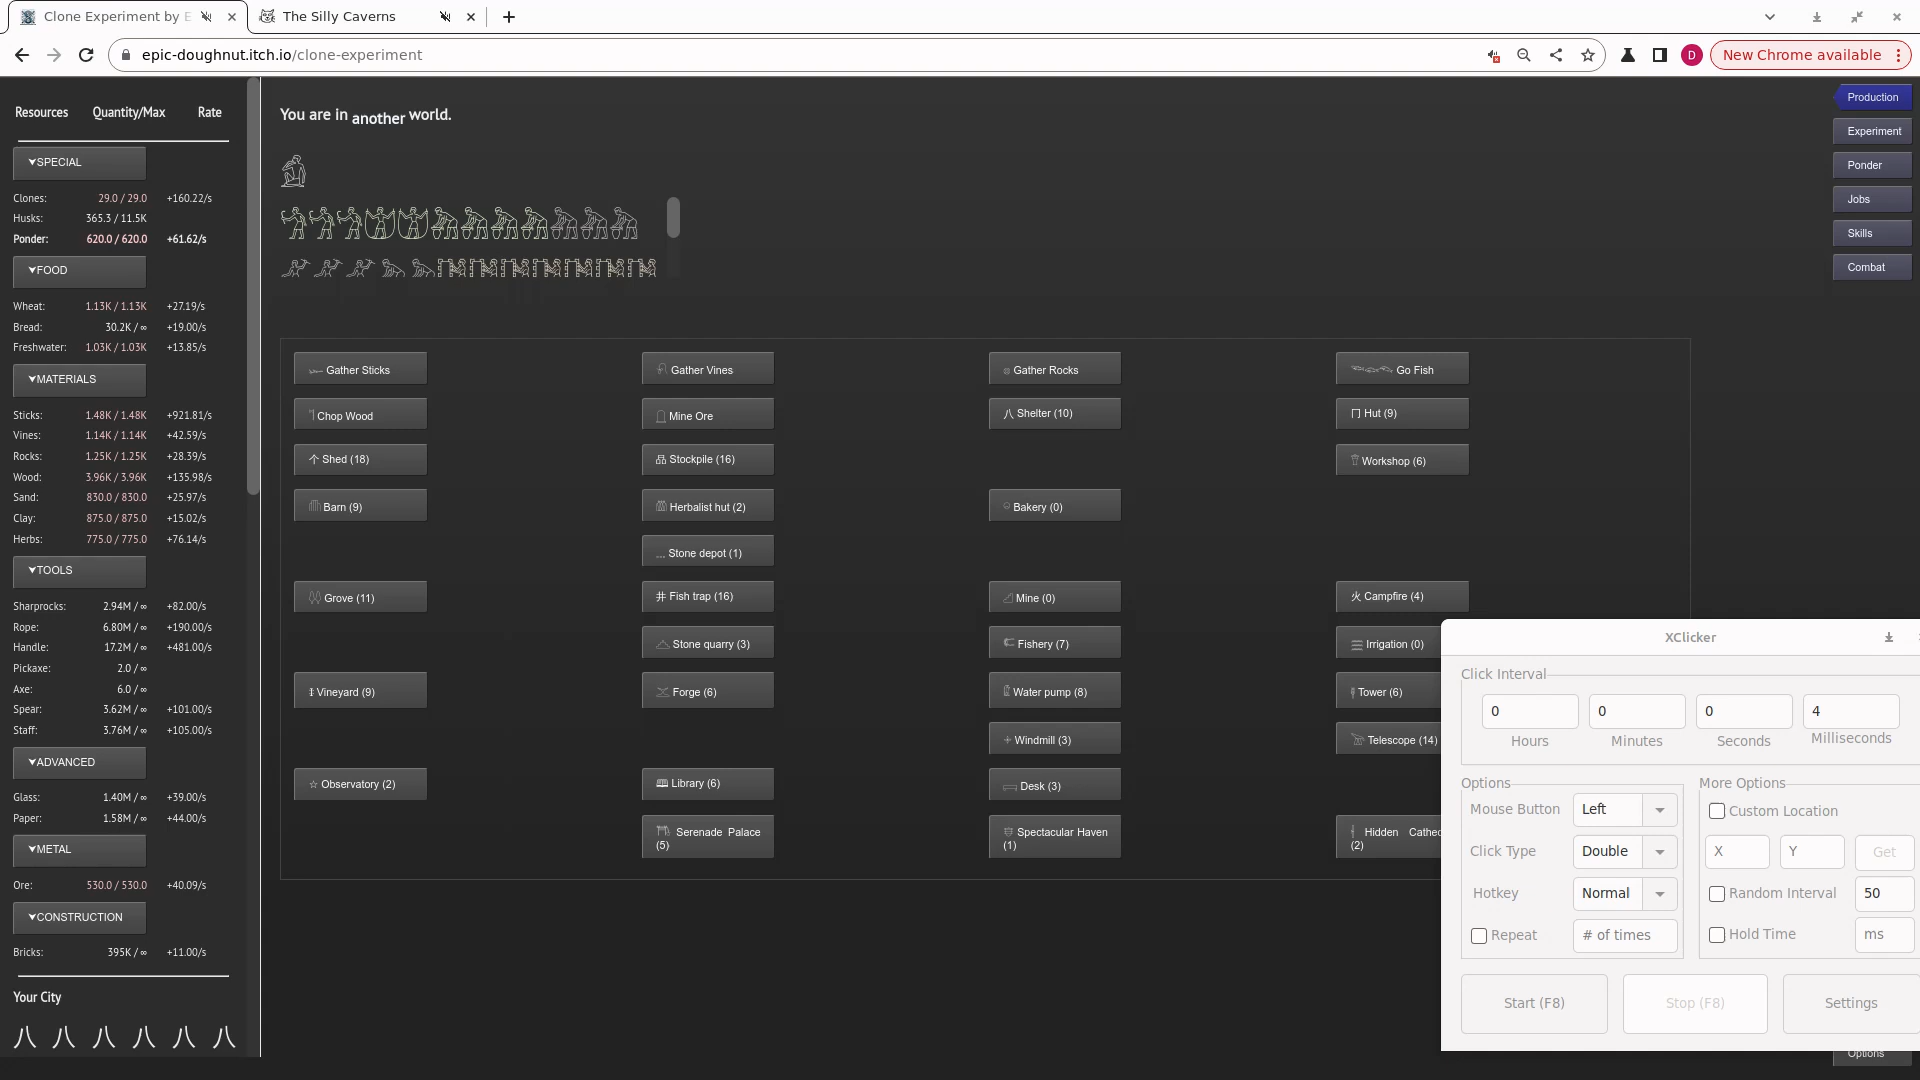 Clone Experiment by E
The Silly Caverns
epic-doughnut.itch.io/clone-experiment
D
New Chrome available
Resources Quantity/Max Rate
SPECIAL
Clones: 29.0 / 29.0 +160.22/s
Husks: 365.3 / 11.5K
Ponder: 620.0 / 620.0 +61.62/s
FOOD
Wheat: 1.13K / 1.13K +27.19/s
Bread: 30.2K / ∞ +19.00/s
Freshwater: 1.03K / 1.03K +13.85/s
MATERIALS
Sticks: 1.48K / 1.48K +921.81/s
Vines: 1.14K / 1.14K +42.59/s
Rocks: 1.25K / 1.25K +28.39/s
Wood: 3.96K / 3.96K +135.98/s
Sand: 830.0 / 830.0 +25.97/s
Clay: 875.0 / 875.0 +15.02/s
Herbs: 775.0 / 775.0 +76.14/s
TOOLS
Sharprocks: 2.94M / ∞ +82.00/s
Rope: 6.80M / ∞ +190.00/s
Handle: 17.2M / ∞ +481.00/s
Pickaxe: 2.0 / ∞
Axe: 6.0 / ∞
Spear: 3.62M / ∞ +101.00/s
Staff: 3.76M / ∞ +105.00/s
ADVANCED
Glass: 1.40M / ∞ +39.00/s
Paper: 1.58M / ∞ +44.00/s
METAL
Ore: 530.0 / 530.0 +40.09/s
CONSTRUCTION
Bricks: 395K / ∞ +11.00/s
Your City
八 八 八 八 八 八
You are in another world.
Gather Sticks Gather Vines Gather Rocks Go Fish
Chop Wood Mine Ore 八 Shelter (10) Hut (9)
Shed (18) Stockpile (16) Workshop (6)
Barn (9) Herbalist hut (2) Bakery (0)
Stone depot (1)
Grove (11) 井 Fish trap (16) Mine (0) 火 Campfire (4)
Stone quarry (3) Fishery (7) Irrigation (0)
Vineyard (9) Forge (6) Water pump (8) Tower (6)
Windmill (3) Telescope (14)
Observatory (2) Library (6) Desk (3)
Serenade Palace (5) Spectacular Haven (1) Hidden Cathed (2)
Production
Experiment
Ponder
Jobs
Skills
Combat
XClicker
Click Interval
0 0 0 4
Hours Minutes Seconds Milliseconds
Options More Options
Mouse Button Left Custom Location
Click Type Double X Y Get
Hotkey Normal Random Interval 50
Repeat # of times Hold Time ms
Start (F8) Stop (F8) Settings
Options